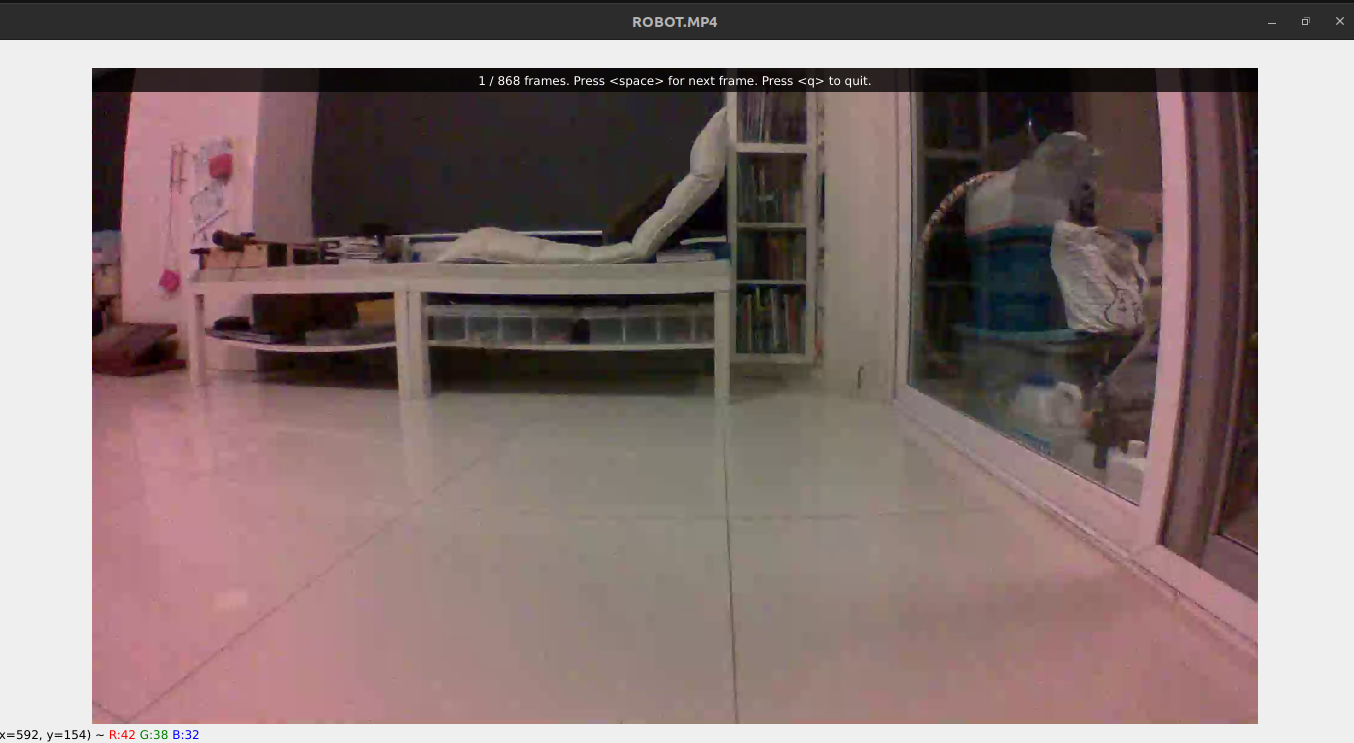 ROBOT.MP4
1 / 868 frames. Press <space> for next frame. Press <q> to quit.
x=592, y=154) ~ R:42 G:38 B:32